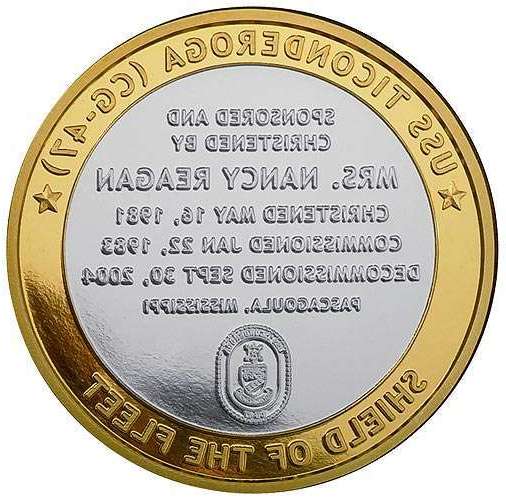 USS TICONDEROGA (CG-47)
SPONSORED AND
CHRISTENED BY
MRS. NANCY REAGAN
CHRISTENED MAY 16, 1981
COMMISSIONED JAN 22, 1983
DECOMMISSIONED SEPT 30, 2004
PASCAGOULA, MISSISSIPPI
SHIELD OF THE FLEET